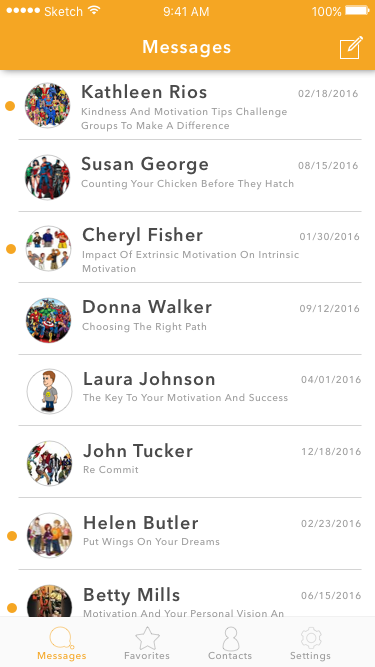 Sketch 9:41 AM 100%
Messages
Kathleen Rios 02/18/2016
Kindness And Motivation Tips Challenge
Groups To Make A Difference
Susan George 08/15/2016
Counting Your Chicken Before They Hatch
Cheryl Fisher 01/30/2016
Impact Of Extrinsic Motivation On Intrinsic
Motivation
Donna Walker 09/12/2016
Choosing The Right Path
Laura Johnson 04/01/2016
The Key To Your Motivation And Success
John Tucker 12/18/2016
Re Commit
Helen Butler 02/23/2016
Put Wings On Your Dreams
Betty Mills 06/15/2016
Motivation And Your Personal Vision An
Messages Favorites Contacts Settings